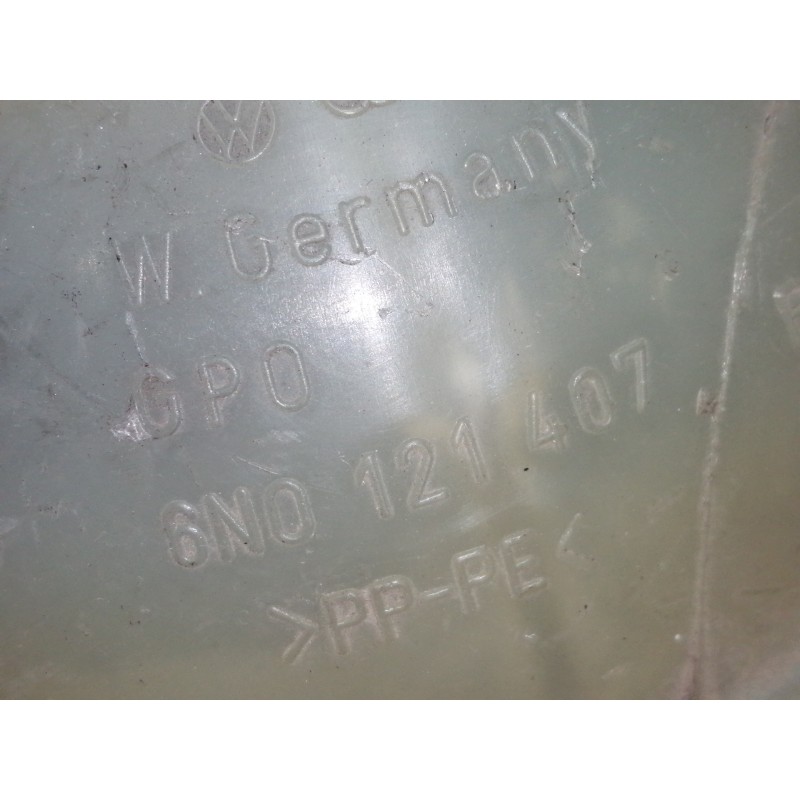 W. Germany
GPO
6N0 121 407
>PP-PE<